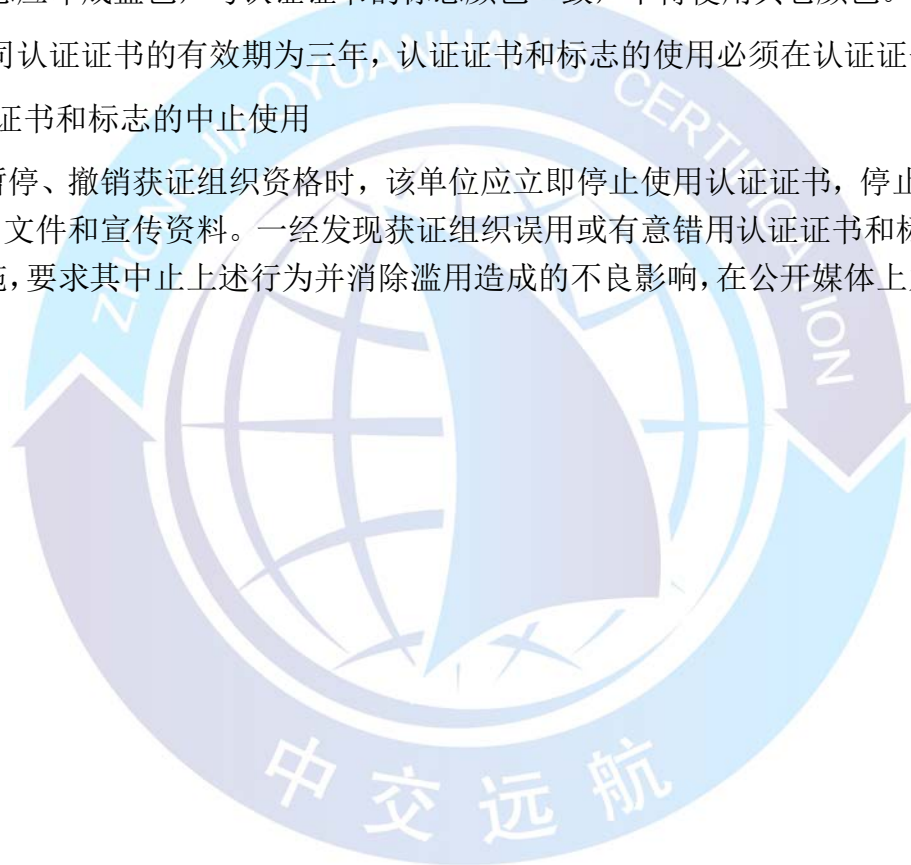 成蓝色，与认证证书的标志颜色一致，不得使用其它颜色。
司认证证书的有效期为三年，认证证书和标志的使用必须在认证证
证书和标志的中止使用
暂停、撤销获证组织资格时，该单位应立即停止使用认证证书，停止
文件和宣传资料。一经发现获证组织误用或有意错用认证证书和标
施，要求其中止上述行为并消除滥用造成的不良影响，在公开媒体上
ZHONGJIAOYUANHANG CERTIFICATION
中交远航